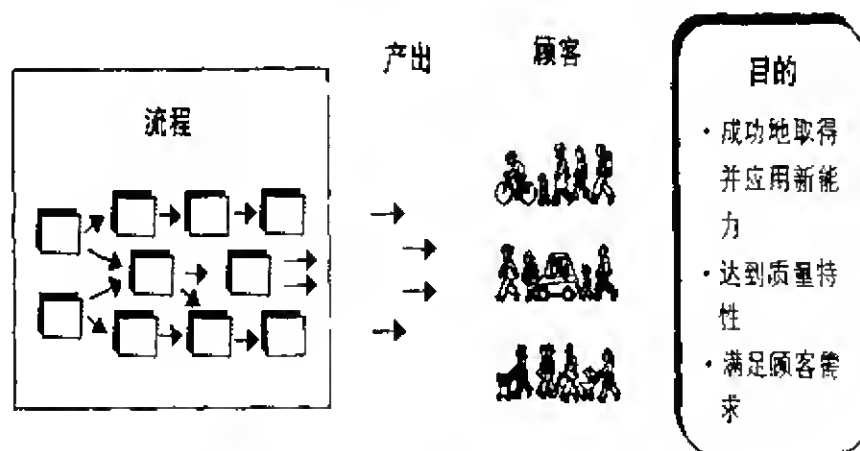 产出
顾客
目的
流程
· 成功地取得
并应用新能
力
· 达到质量特
性
· 满足顾客需
求